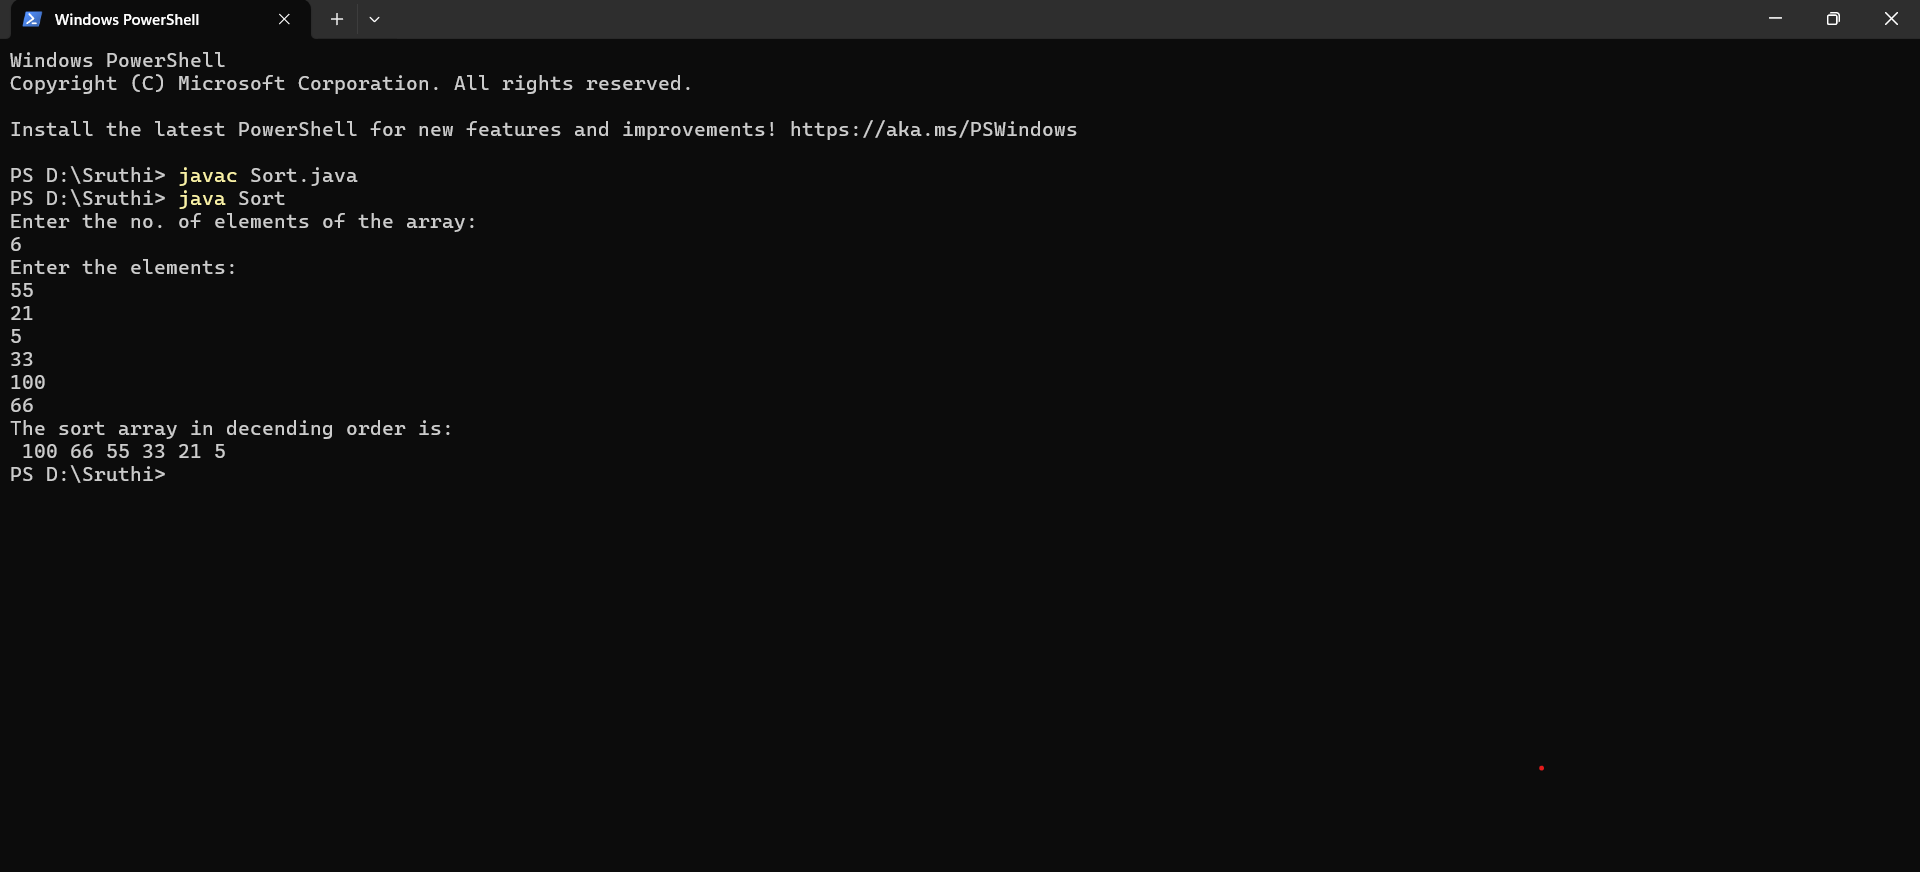 Windows PowerShell
Windows PowerShell
Copyright (C) Microsoft Corporation. All rights reserved.
Install the latest PowerShell for new features and improvements! https://aka.ms/PSWindows
PS D:\Sruthi> javac Sort.java
PS D:\Sruthi> java Sort
Enter the no. of elements of the array:
6
Enter the elements:
55
21
5
33
100
66
The sort array in decending order is:
 100 66 55 33 21 5
PS D:\Sruthi>